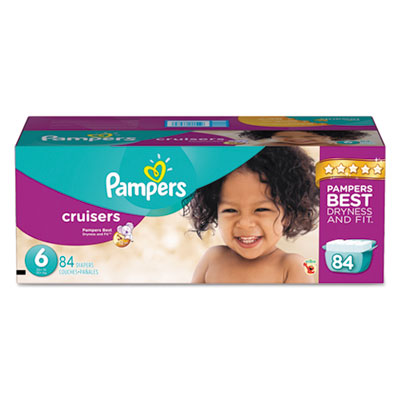 Pampers
cruisers
Pampers Best
Dryness and Fit
6
84 DIAPERS
COUCHES • PAÑALES
PAMPERS
BEST
DRYNESS
AND FIT.
84